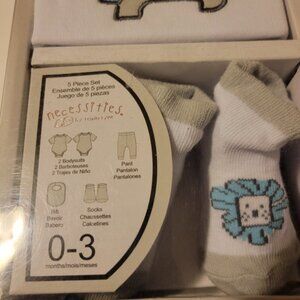 5 Piece Set
Ensemble de 5 pièces
Juego de 5 piezas
necessities
2 Bodysuits
2 Barboteuses
2 Trajes de Niño
Pant
Pantalon
Pantalones
Bib
Bavoir
Babero
Socks
Chaussettes
Calcetines
0-3
months/mois/meses